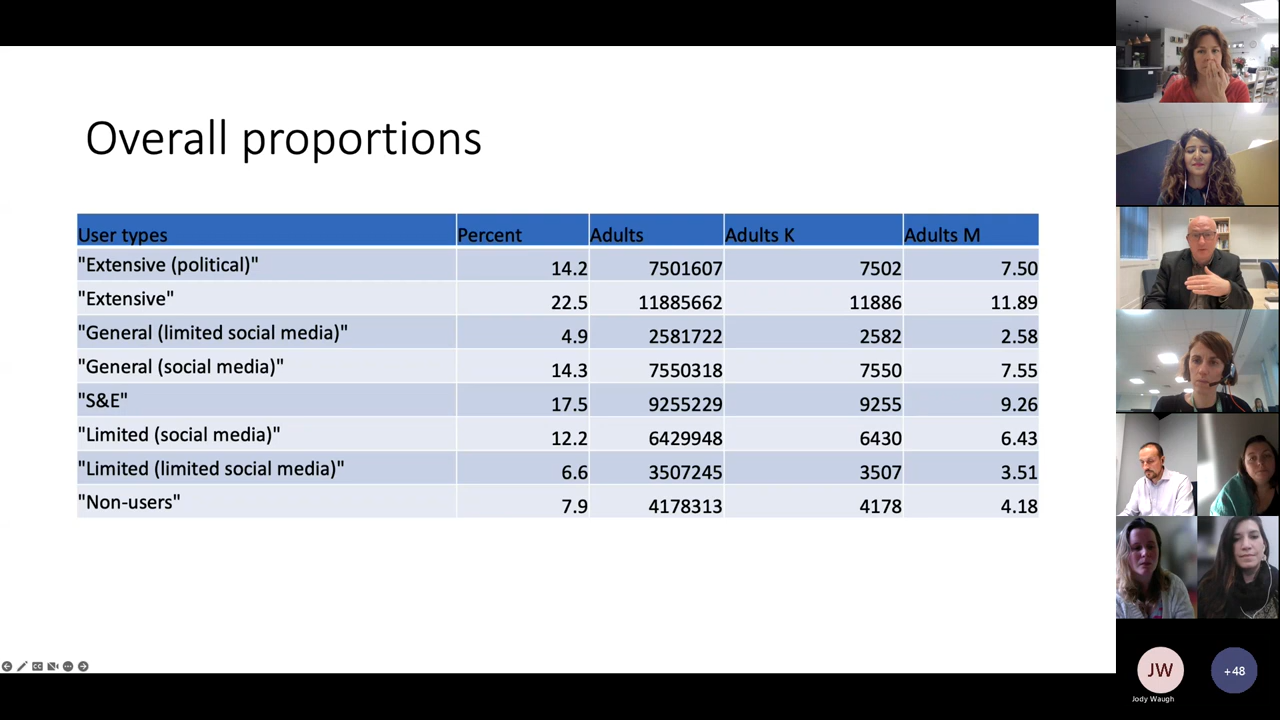 Overall proportions
User types Percent Adults Adults K Adults M
"Extensive (political)" 14.2 7501607 7502 7.50
"Extensive" 22.5 11885662 11886 11.89
"General (limited social media)" 4.9 2581722 2582 2.58
"General (social media)" 14.3 7550318 7550 7.55
"S&E" 17.5 9255229 9255 9.26
"Limited (social media)" 12.2 6429948 6430 6.43
"Limited (limited social media)" 6.6 3507245 3507 3.51
"Non-users" 7.9 4178313 4178 4.18
JW
Jody Waugh
+48